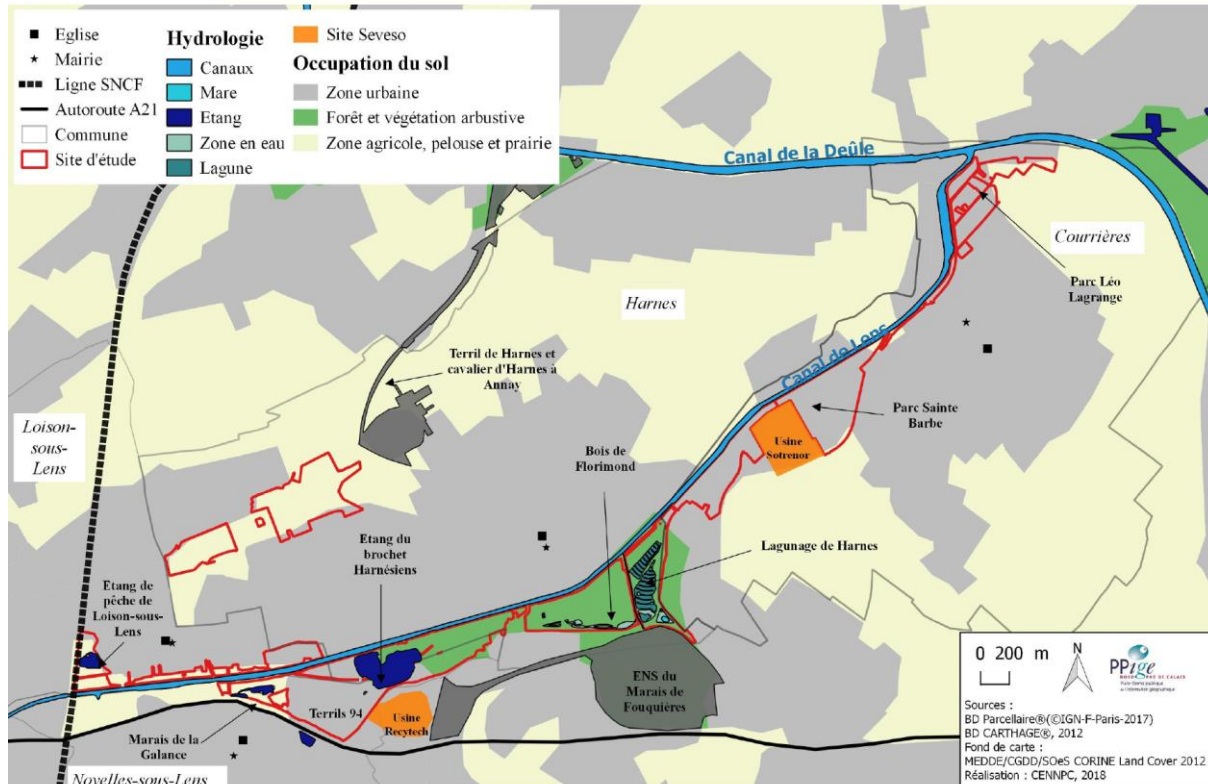 Eglise
Mairie
Ligne SNCF
Autoroute A21
Commune
Site d'étude
Hydrologie
Canaux
Mare
Etang
Zone en eau
Lagune
Site Seveso
Occupation du sol
Zone urbaine
Forêt et végétation arbustive
Zone agricole, pelouse et prairie
Canal de la Deûle
Courrières
Parc Léo
Lagrange
Harnes
Canal de Lens
Terril de Harnes et
cavalier d'Harnes à
Annay
Parc Sainte
Barbe
Loison-
sous-
Lens
Usine
Sotrenor
Bois de
Florimond
Etang du
brochet
Harnésiens
Lagunage de Harnes
Etang de
pêche de
Loison-sous-
Lens
ENS du
Marais de
Fouquières
Terrils 94
Usine
Recytech
Marais de la
Galance
Noyelles-sous-Lens
0 200 m
N
PPige
Sources :
BD Parcellaire®(©IGN-F-Paris-2017)
BD CARTHAGE®, 2012
Fond de carte :
MEDDE/CGDD/SOeS CORINE Land Cover 2012
Réalisation : CENNPC, 2018